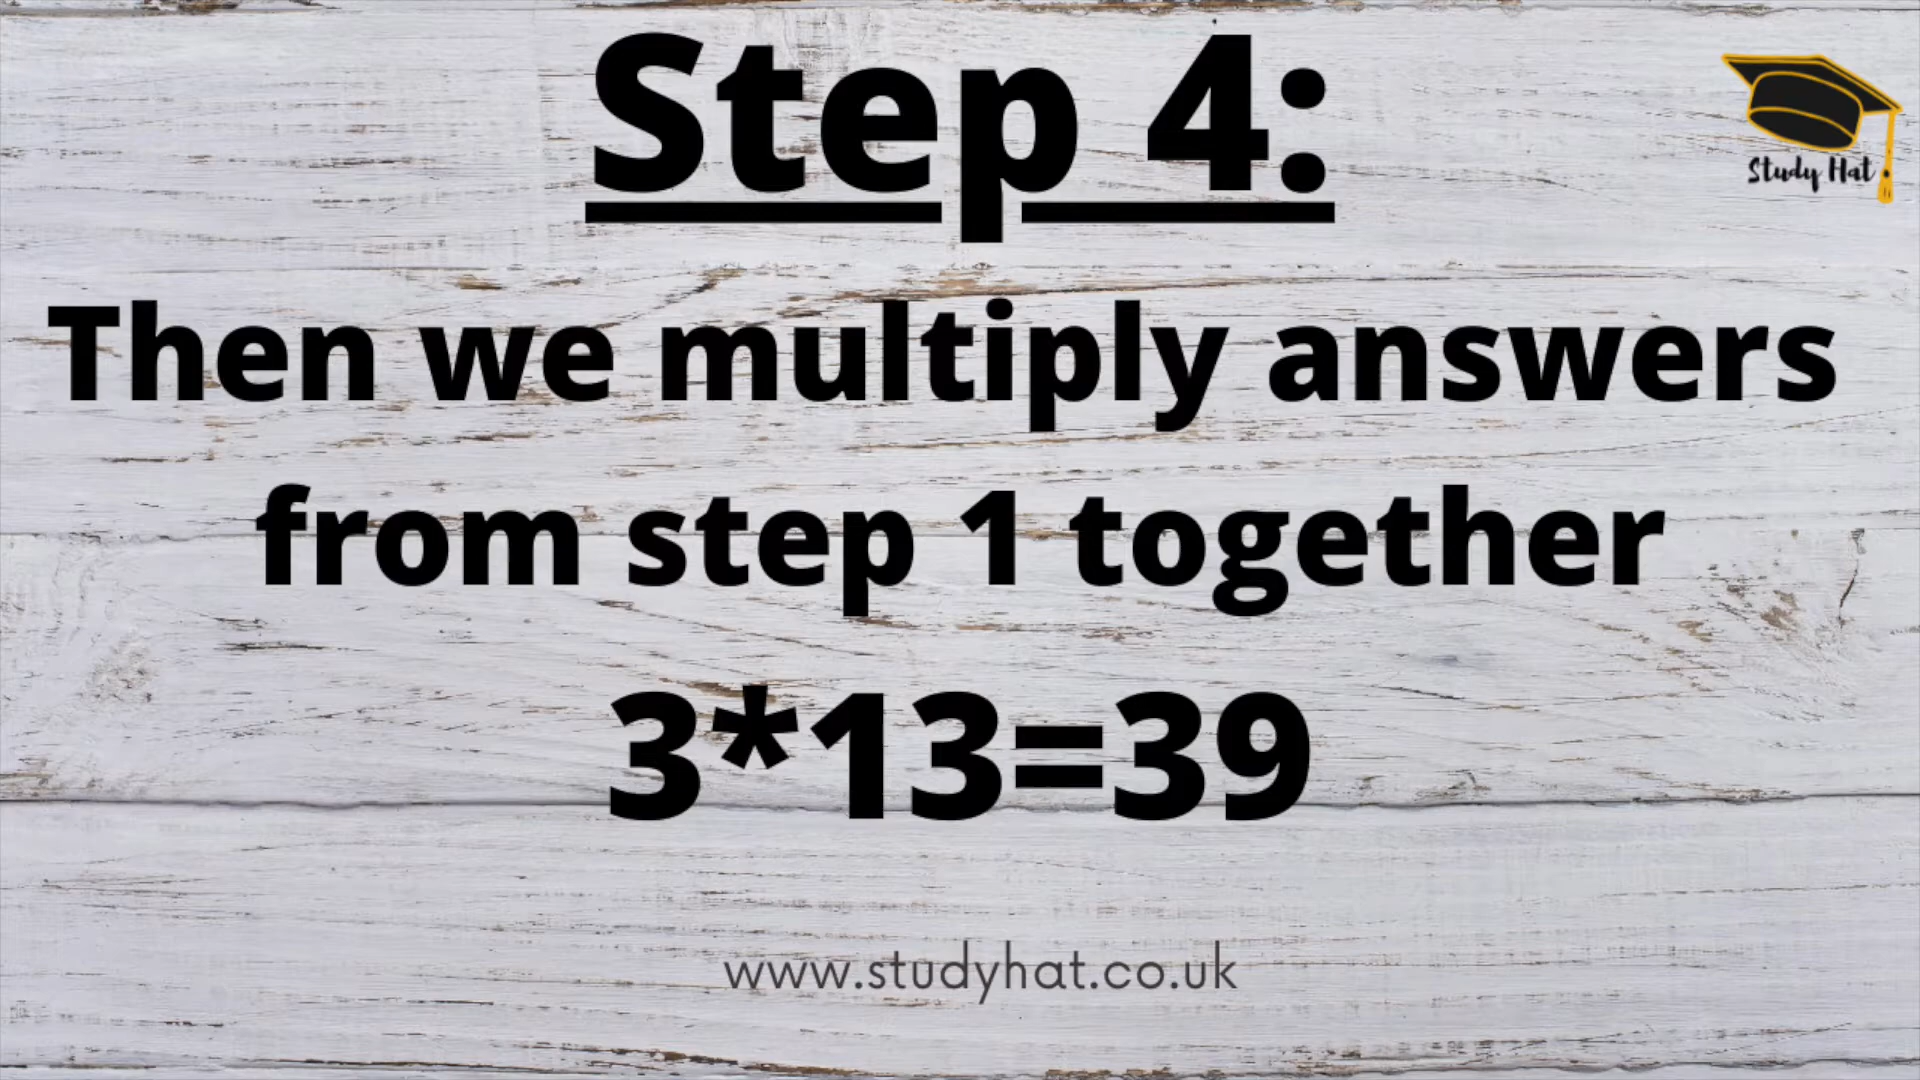 Step 4:
Study Hat
Then we multiply answers
from step 1 together
3*13=39
www.studyhat.co.uk